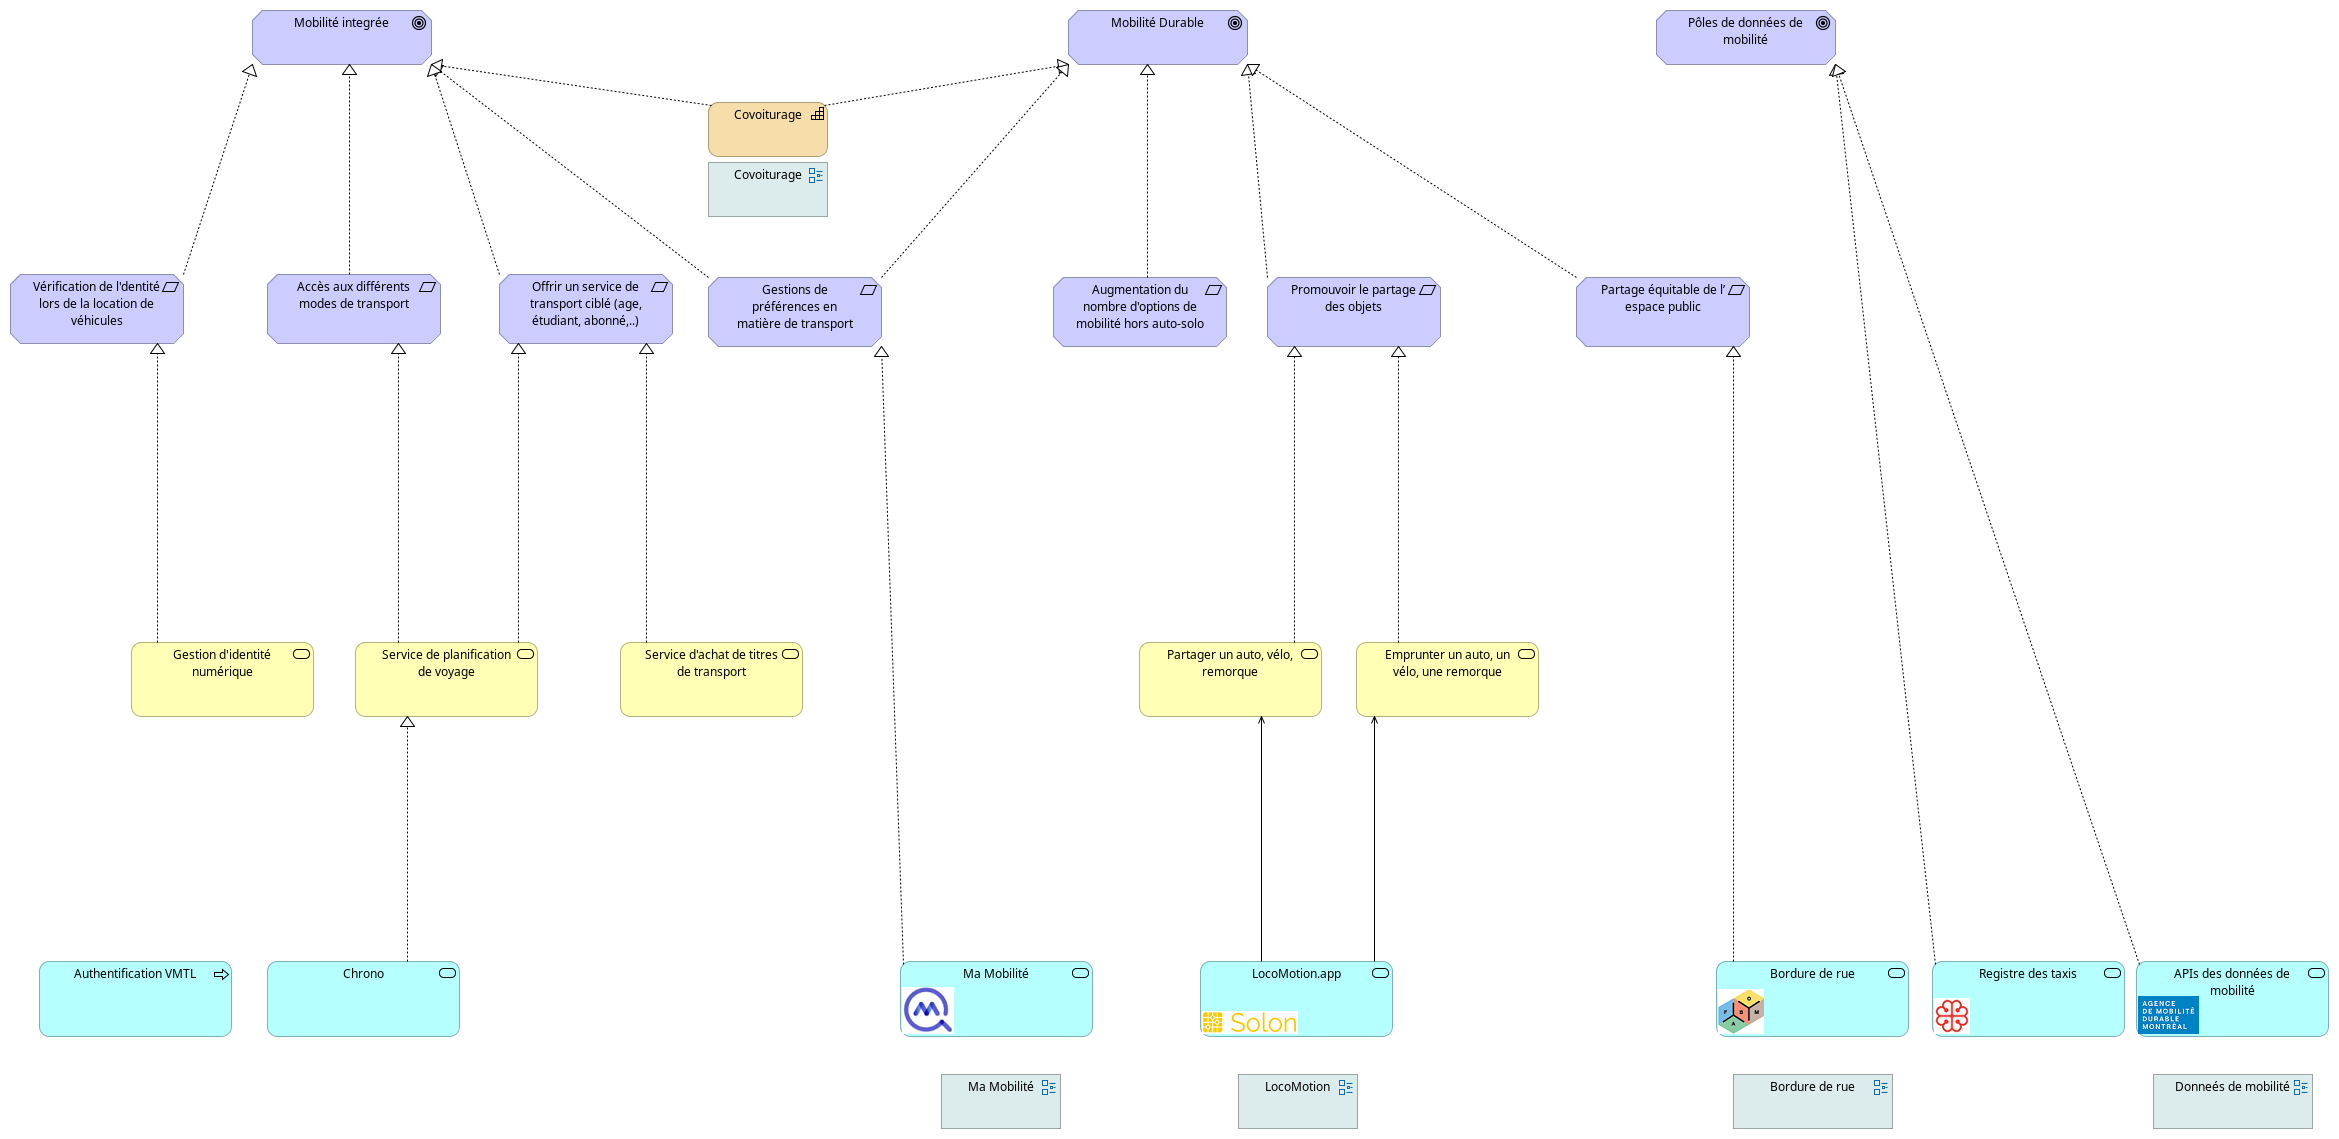 Mobilité integrée
Mobilité Durable
Pôles de données de
mobilité
Covoiturage
Covoiturage
Vérification de l'dentité
lors de la location de
véhicules
Accès aux différents
modes de transport
Offrir un service de
transport ciblé (age,
étudiant, abonné,..)
Gestions de
préférences en
matière de transport
Augmentation du
nombre d'options de
mobilité hors auto-solo
Promouvoir le partage
des objets
Partage équitable de l’
espace public
Gestion d'identité
numérique
Service de planification
de voyage
Service d'achat de titres
de transport
Partager un auto, vélo,
remorque
Emprunter un auto, un
vélo, une remorque
Authentification VMTL
Chrono
Ma Mobilité
LocoMotion.app
Solon
Bordure de rue
F A B M O
Registre des taxis
APIs des données de
mobilité
AGENCE
DE MOBILITÉ
DURABLE
MONTRÉAL
Ma Mobilité
LocoMotion
Bordure de rue
Donneés de mobilité